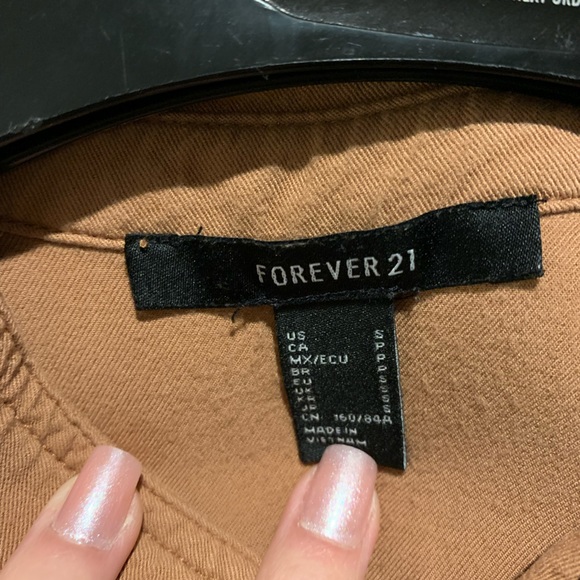 FOREVER 21
US S
CA P
MX/ECU P
BR P
EU S
UK S
KR S
JP S
CN 160/84A
MADE IN
VIETNAM